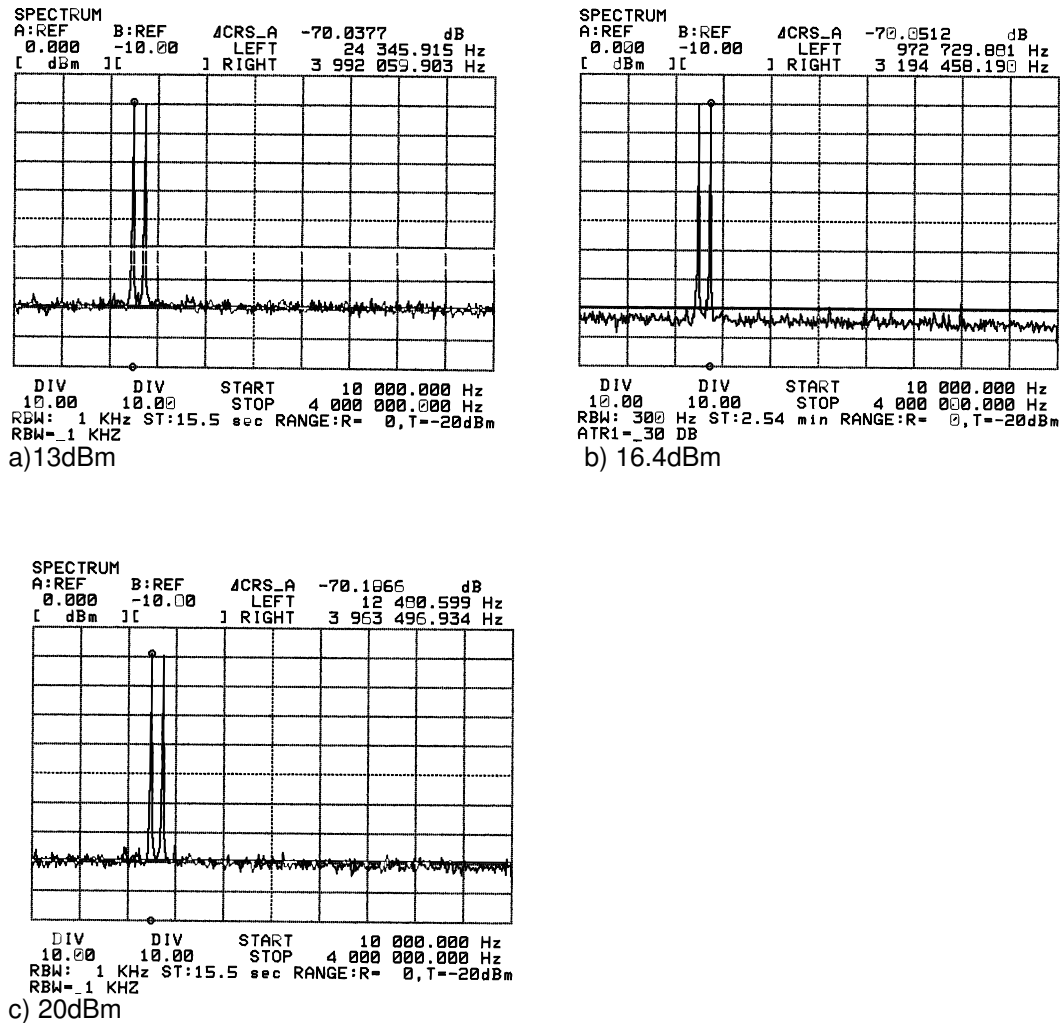 SPECTRUM
A:REF B:REF ⊿CRS_A -70.0377 dB
0.000 -10.00 LEFT 24 345.915 Hz
[ dBm ][ ] RIGHT 3 992 059.903 Hz
DIV DIV START 10 000.000 Hz
10.00 10.00 STOP 4 000 000.000 Hz
RBW: 1 KHz ST:15.5 sec RANGE:R= 0,T=-20dBm
RBW=_1 KHZ
a)13dBm
SPECTRUM
A:REF B:REF ⊿CRS_A -70.0512 dB
0.000 -10.00 LEFT 972 729.801 Hz
[ dBm ][ ] RIGHT 3 194 458.190 Hz
DIV DIV START 10 000.000 Hz
10.00 10.00 STOP 4 000 000.000 Hz
RBW: 300 Hz ST:2.54 min RANGE:R= 0,T=-20dBm
ATR1=_30 DB
b) 16.4dBm
SPECTRUM
A:REF B:REF ⊿CRS_A -70.1866 dB
0.000 -10.00 LEFT 12 480.599 Hz
[ dBm ][ ] RIGHT 3 963 496.934 Hz
DIV DIV START 10 000.000 Hz
10.00 10.00 STOP 4 000 000.000 Hz
RBW: 1 KHz ST:15.5 sec RANGE:R= 0,T=-20dBm
RBW=_1 KHZ
c) 20dBm